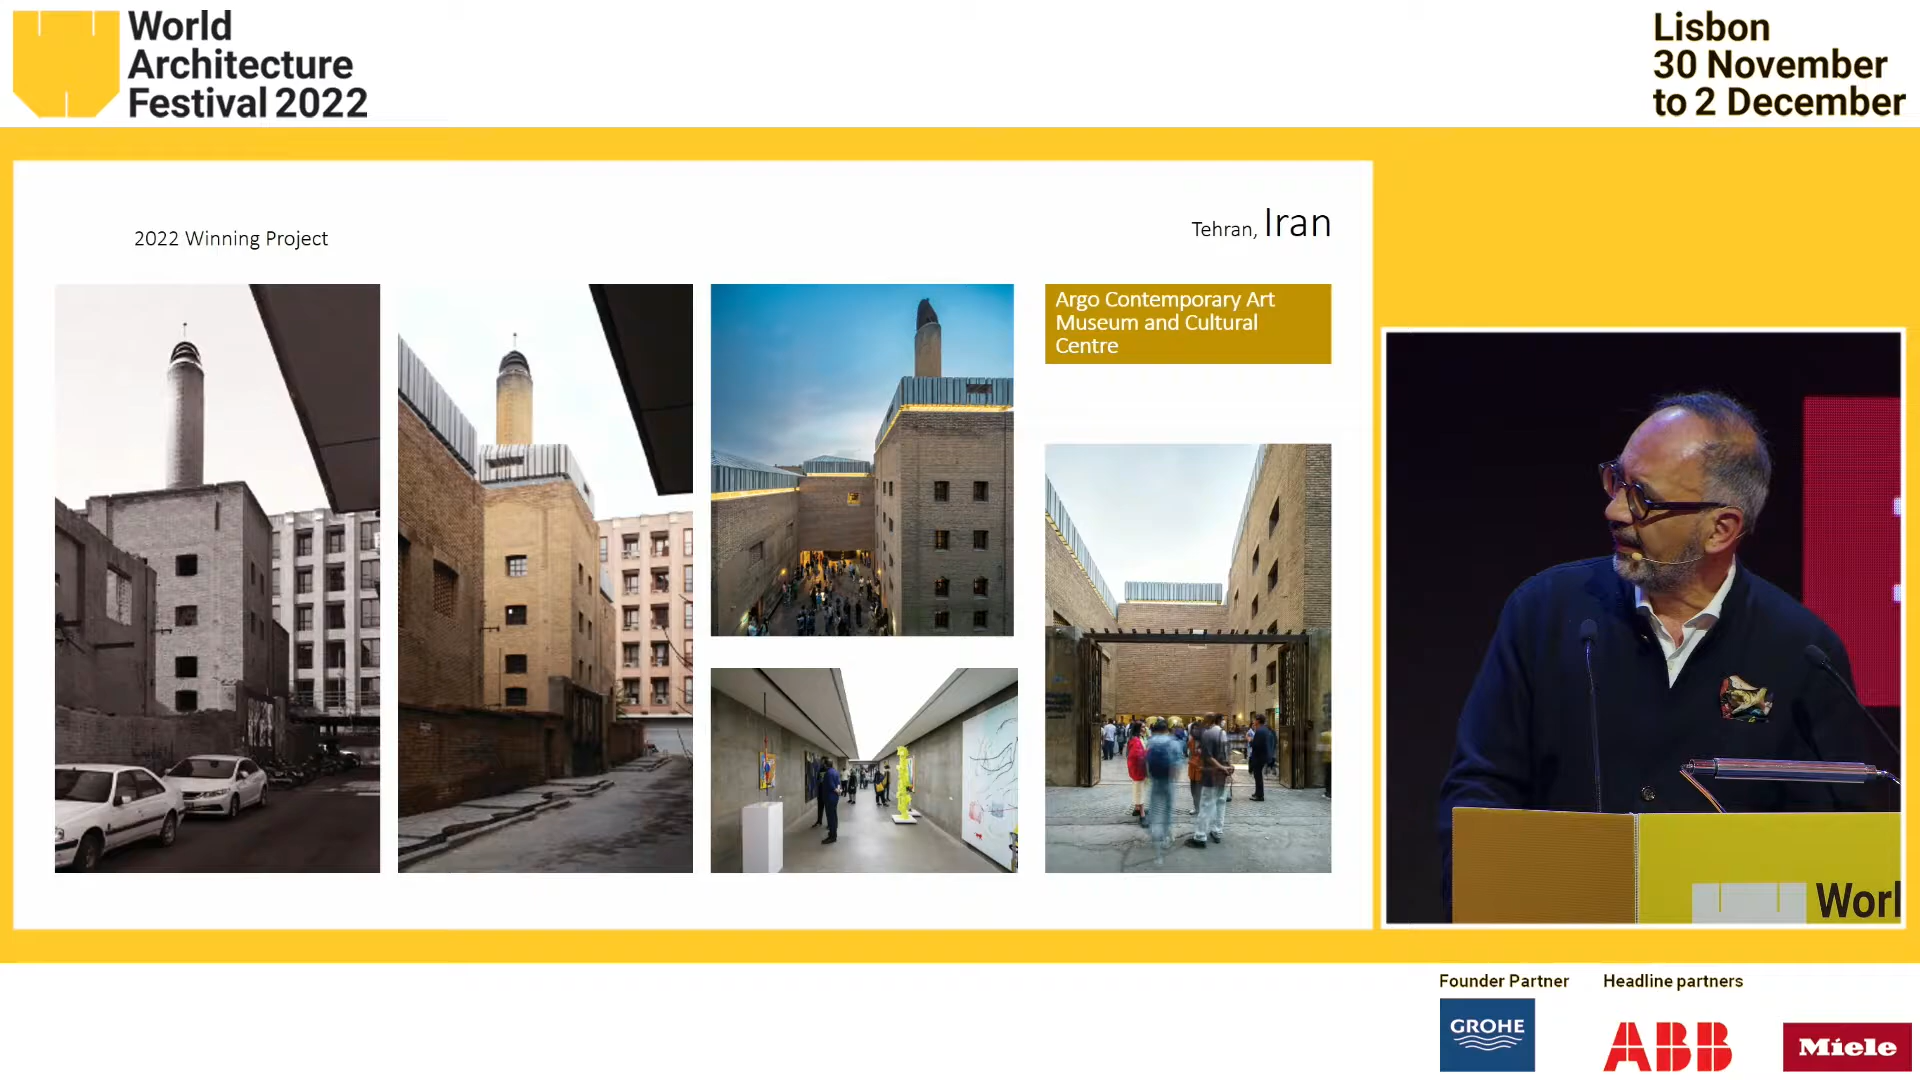 World
Architecture
Festival 2022
Lisbon
30 November
to 2 December
2022 Winning Project
Tehran, Iran
Argo Contemporary Art
Museum and Cultural
Centre
Worl
Founder Partner
Headline partners
GROHE
ABB
Miele